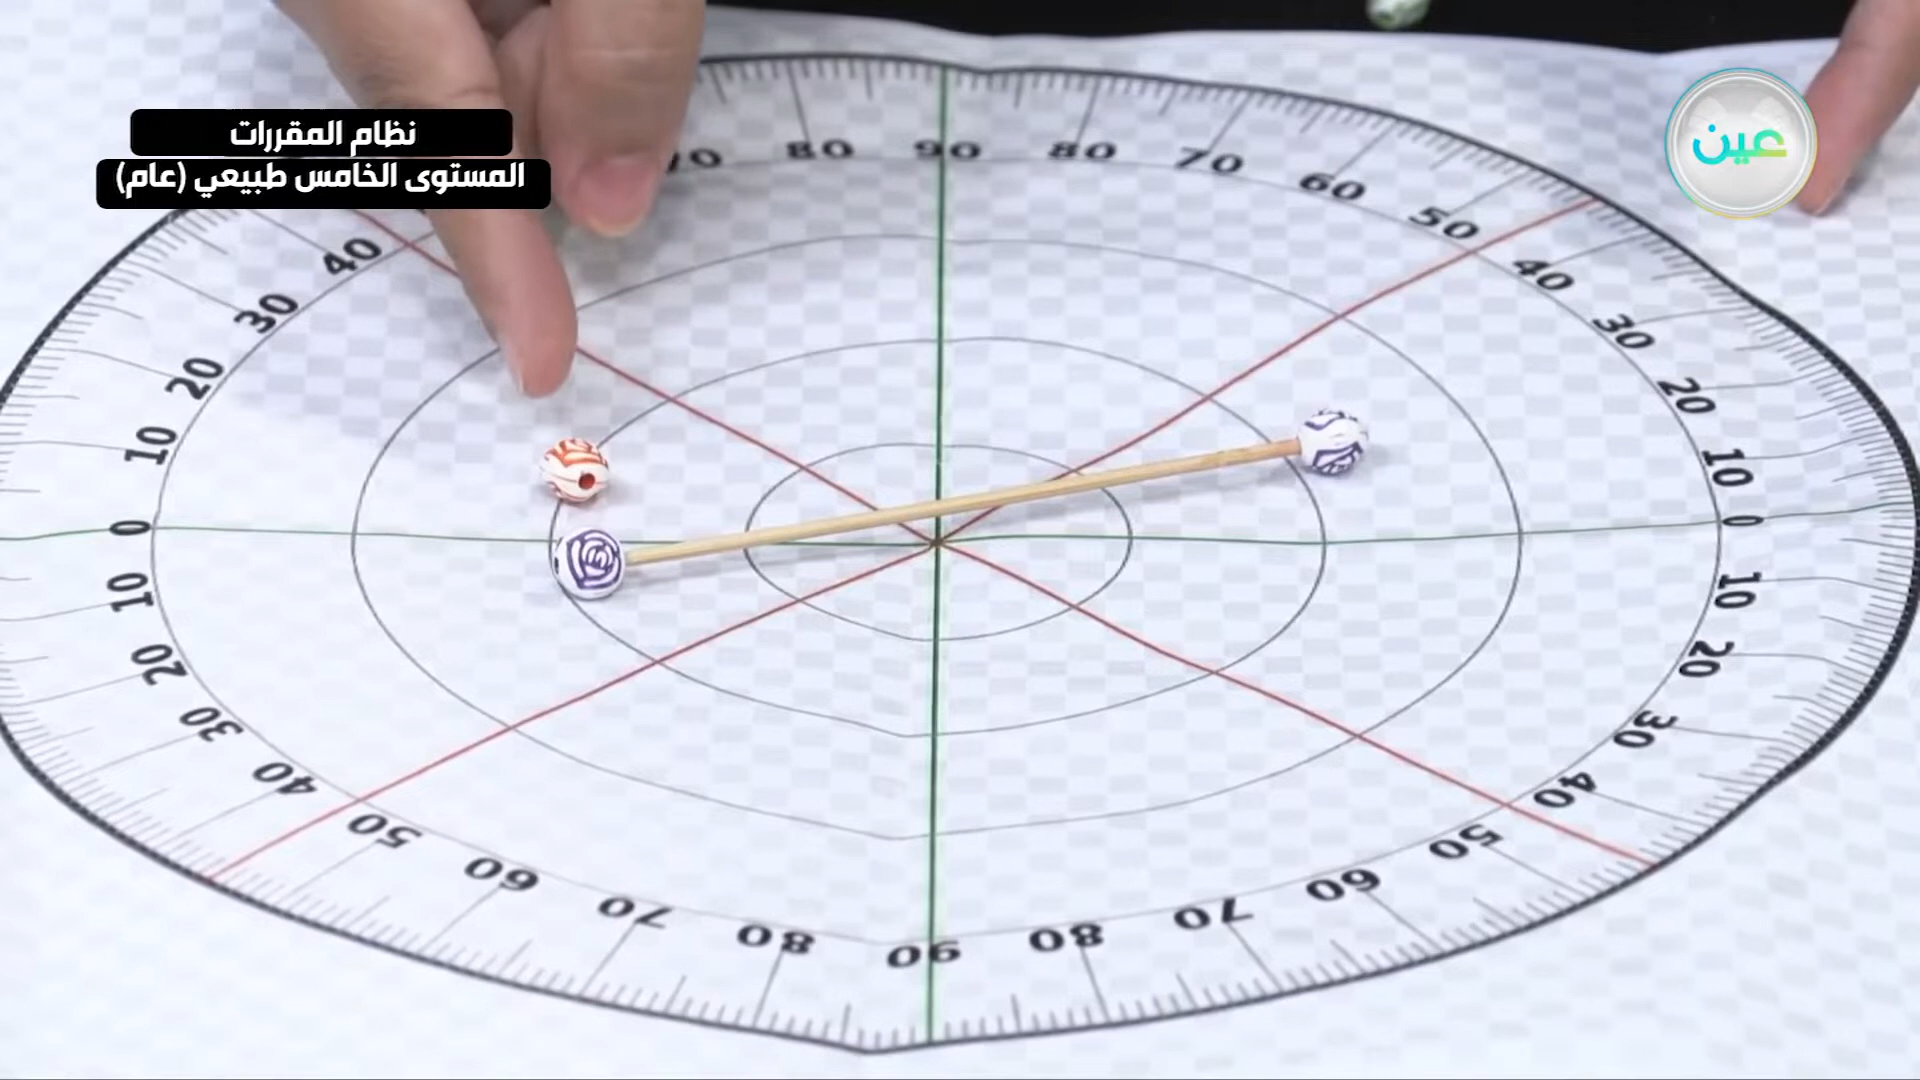 نظام المقررات
المستوى الخامس طبيعي (عام)
عين
70 80 90 80 70 60 50 40 30 20 10 0 10 20 30 40 50 60 70 80 90 80 70 60 50 40 30 20 10 0 10 20 30 40